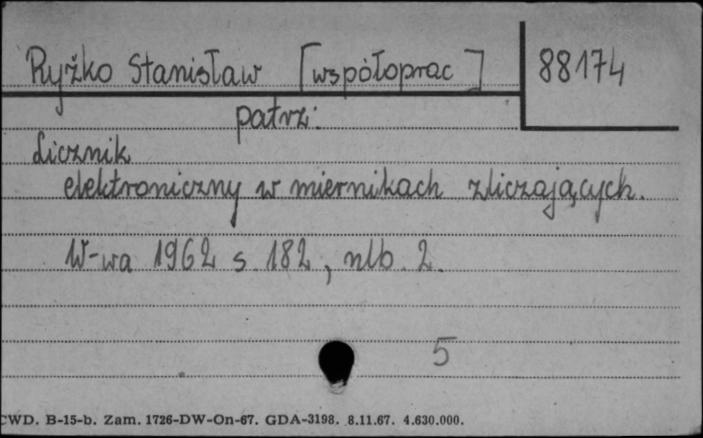 Ryżko Stanisław [współoprac]
88174
patrz:
Licznik
elektroniczny w miernikach zliczających.
W-wa 1962 s. 182, nlb. 2.
5
CWD. B-15-b. Zam. 1726-DW-On-67. GDA-3198. 8.11.67. 4.630.000.